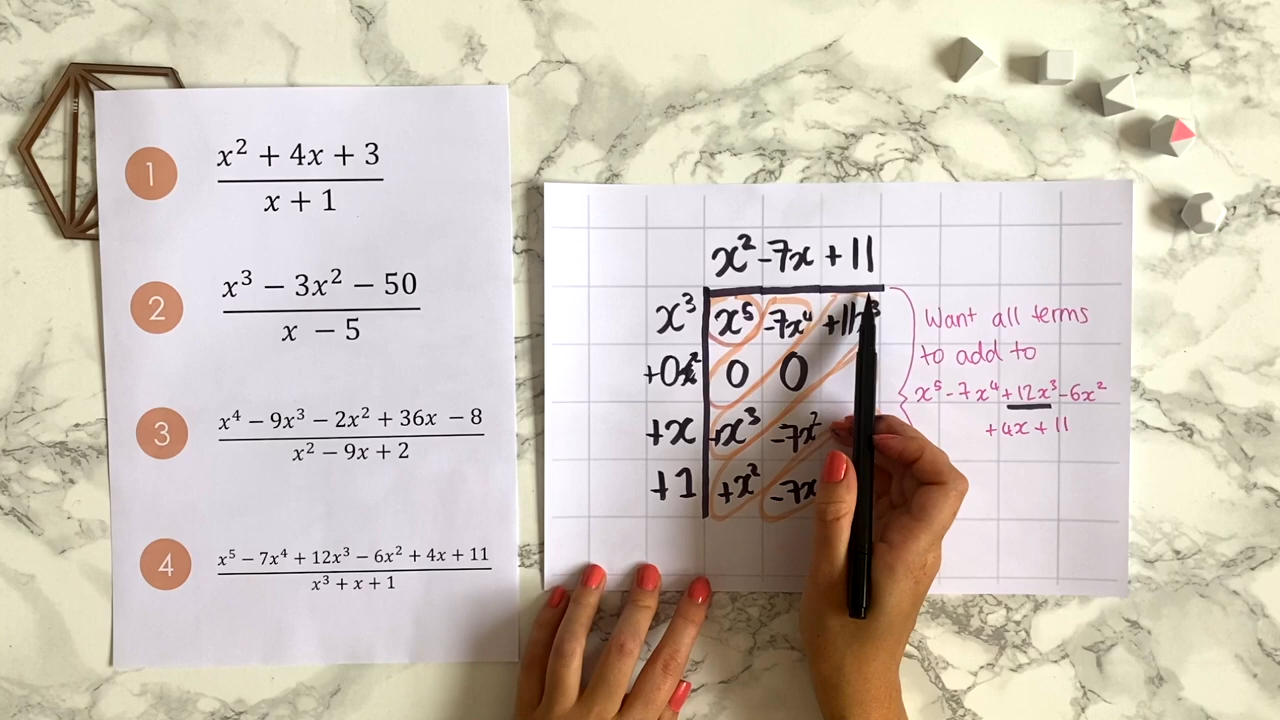 1
x² + 4x + 3
x + 1
2
x³ − 3x² − 50
x − 5
3
x⁴ − 9x³ − 2x² + 36x − 8
x² − 9x + 2
4
x⁵ − 7x⁴ + 12x³ − 6x² + 4x + 11
x³ + x + 1
x² -7x +11
x³ x⁵ -7x⁴
+0x² 0 0
+x +x³ -7x²
+1 +x² -7x
Want all terms
to add to
x⁵ -7x⁴ +12x³ -6x²
+4x +11